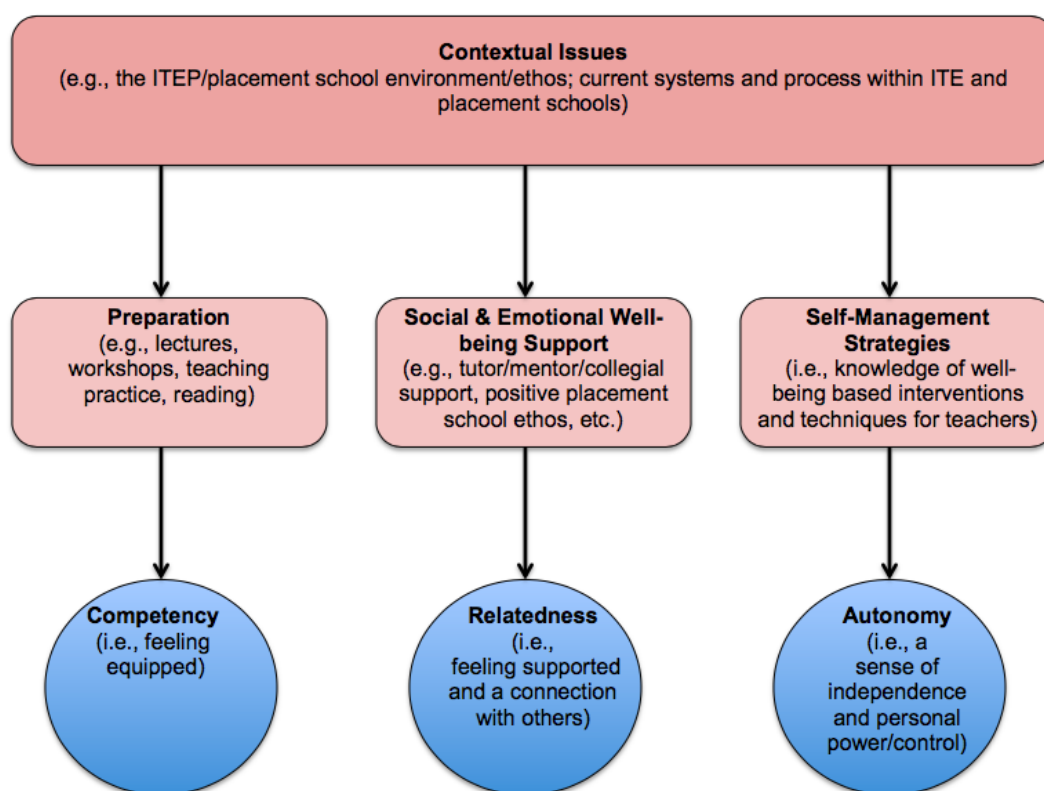 Contextual Issues
(e.g., the ITEP/placement school environment/ethos; current systems and process within ITE and
placement schools)
Preparation
(e.g., lectures,
workshops, teaching
practice, reading)
Social & Emotional Well-
being Support
(e.g., tutor/mentor/collegial
support, positive placement
school ethos, etc.)
Self-Management
Strategies
(i.e., knowledge of well-
being based interventions
and techniques for teachers)
Competency
(i.e., feeling
equipped)
Relatedness
(i.e.,
feeling supported
and a connection
with others)
Autonomy
(i.e., a
sense of
independence
and personal
power/control)